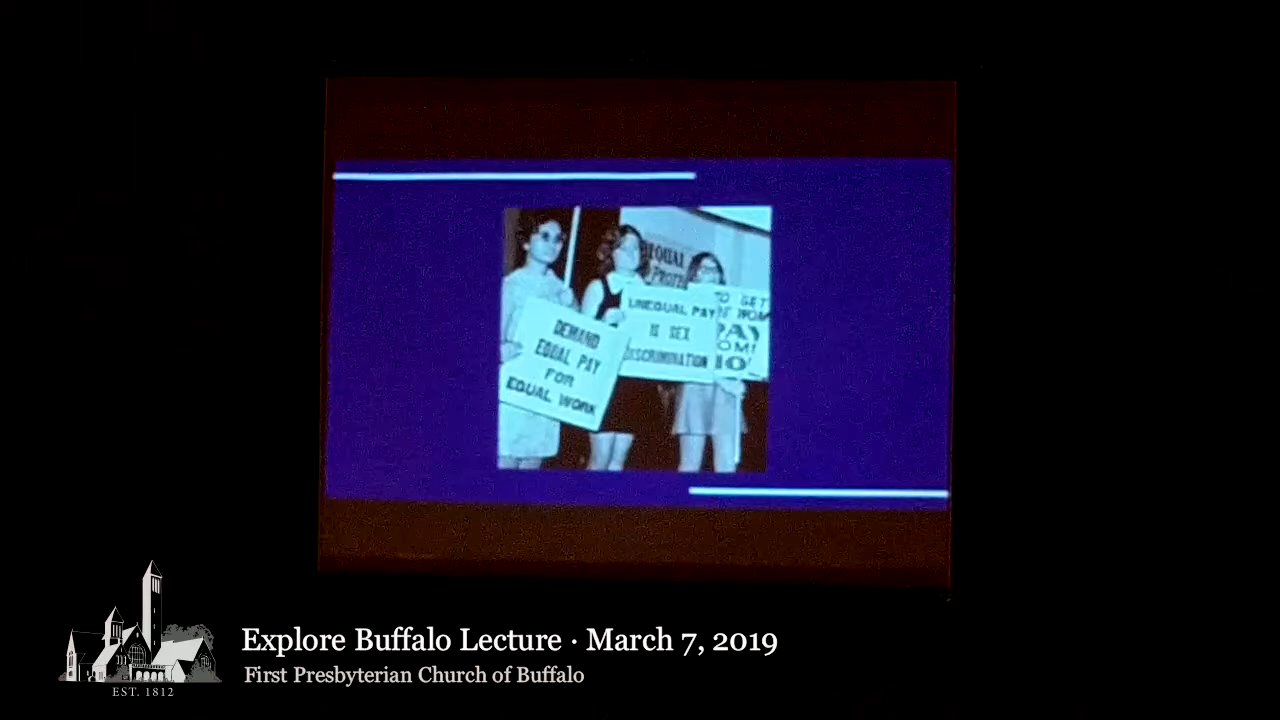 EQUAL
DEMAND
EQUAL PAY
FOR
EQUAL WORK
UNEQUAL PAY
IS SEX
DISCRIMINATION
PAY
Explore Buffalo Lecture · March 7, 2019
First Presbyterian Church of Buffalo
EST. 1812